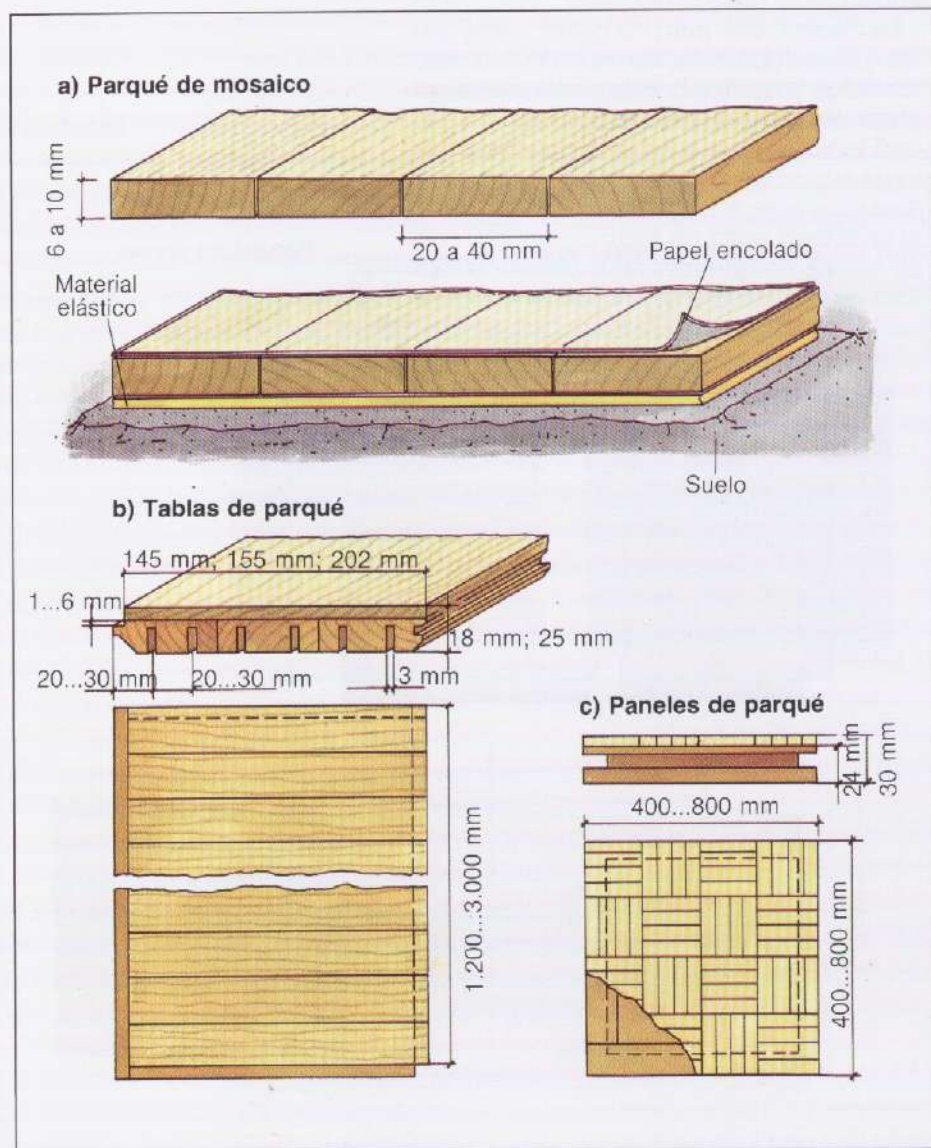 a) Parqué de mosaico
6 a 10 mm
20 a 40 mm
Papel encolado
Material
elástico
Suelo
b) Tablas de parqué
145 mm; 155 mm; 202 mm
1...6 mm
18 mm; 25 mm
20...30 mm
20...30 mm
3 mm
1.200...3.000 mm
c) Paneles de parqué
24 mm
30 mm
400...800 mm
400...800 mm